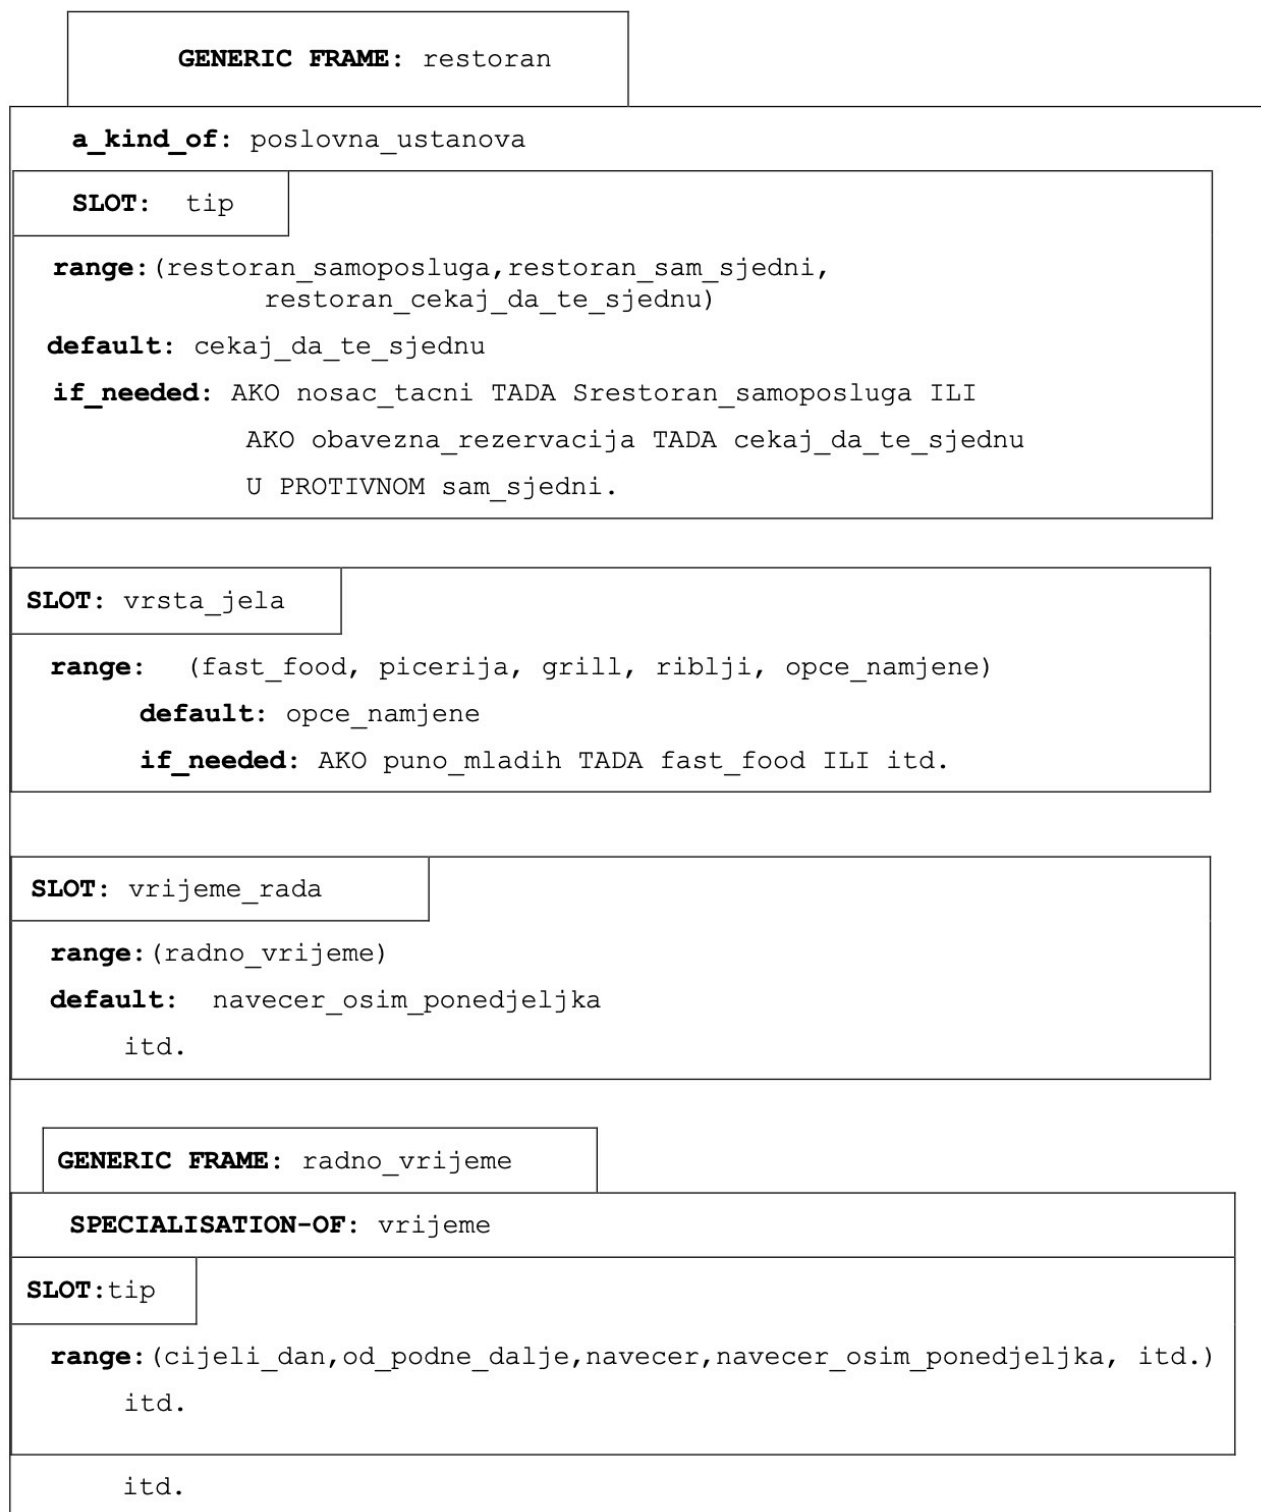 GENERIC FRAME: restoran
a_kind_of: poslovna_ustanova
SLOT: tip
range:(restoran_samoposluga,restoran_sam_sjedni,
restoran_cekaj_da_te_sjednu)
default: cekaj_da_te_sjednu
if_needed: AKO nosac_tacni TADA Srestoran_samoposluga ILI
AKO obavezna_rezervacija TADA cekaj_da_te_sjednu
U PROTIVNOM sam_sjedni.
SLOT: vrsta_jela
range: (fast_food, picerija, grill, riblji, opce_namjene)
default: opce_namjene
if_needed: AKO puno_mladih TADA fast_food ILI itd.
SLOT: vrijeme_rada
range:(radno_vrijeme)
default: navecer_osim_ponedjeljka
itd.
GENERIC FRAME: radno_vrijeme
SPECIALISATION-OF: vrijeme
SLOT:tip
range:(cijeli_dan,od_podne_dalje,navecer,navecer_osim_ponedjeljka, itd.)
itd.
itd.